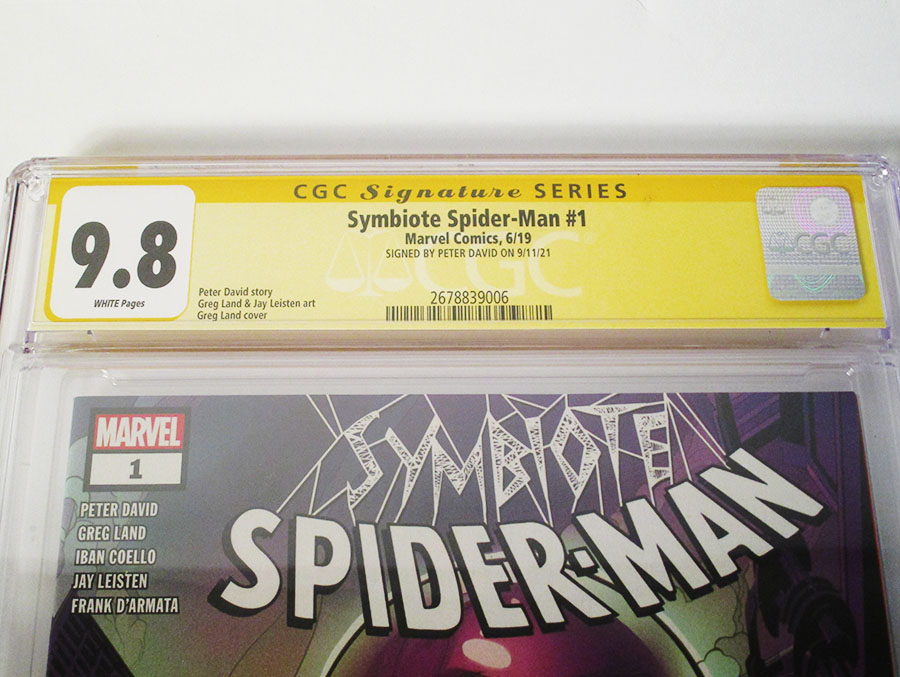 CGC Signature SERIES
Symbiote Spider-Man #1
Marvel Comics, 6/19
SIGNED BY PETER DAVID ON 9/11/21
9.8
WHITE Pages
Peter David story
Greg Land & Jay Leisten art
Greg Land cover
CGC
2678839006
CGC
MARVEL
1
PETER DAVID
GREG LAND
IBAN COELLO
JAY LEISTEN
FRANK D'ARMATA
SYMBIOTE
SPIDER-MAN